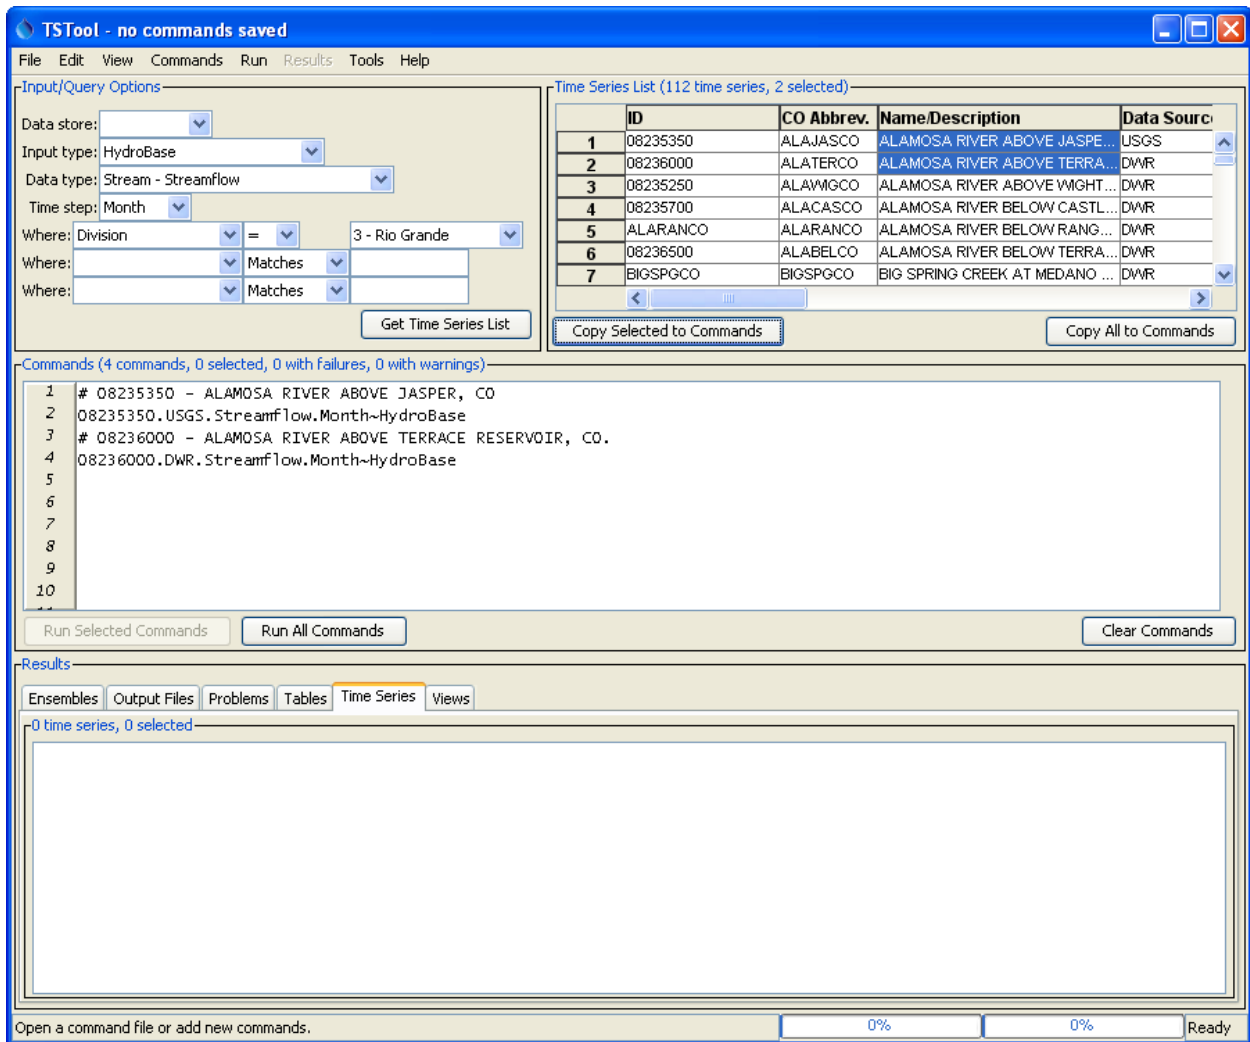 TSTool - no commands saved
File Edit View Commands Run Results Tools Help
Input/Query Options
Data store:
Input type: HydroBase
Data type: Stream - Streamflow
Time step: Month
Where: Division = 3 - Rio Grande
Where: Matches
Where: Matches
Get Time Series List
Time Series List (112 time series, 2 selected)
ID CO Abbrev. Name/Description Data Sourc
1 08235350 ALAJASCO ALAMOSA RIVER ABOVE JASPE... USGS
2 08236000 ALATERCO ALAMOSA RIVER ABOVE TERRA... DWR
3 08235250 ALAWIGCO ALAMOSA RIVER ABOVE WIGHT... DWR
4 08235700 ALACASCO ALAMOSA RIVER BELOW CASTL... DWR
5 ALARANCO ALARANCO ALAMOSA RIVER BELOW RANG... DWR
6 08236500 ALABELCO ALAMOSA RIVER BELOW TERRA... DWR
7 BIGSPGCO BIGSPGCO BIG SPRING CREEK AT MEDANO ... DWR
Copy Selected to Commands Copy All to Commands
Commands (4 commands, 0 selected, 0 with failures, 0 with warnings)
1 # 08235350 - ALAMOSA RIVER ABOVE JASPER, CO
2 08235350.USGS.Streamflow.Month~HydroBase
3 # 08236000 - ALAMOSA RIVER ABOVE TERRACE RESERVOIR, CO.
4 08236000.DWR.Streamflow.Month~HydroBase
5
6
7
8
9
10
Run Selected Commands Run All Commands Clear Commands
Results
Ensembles Output Files Problems Tables Time Series Views
0 time series, 0 selected
Open a command file or add new commands. 0% 0% Ready